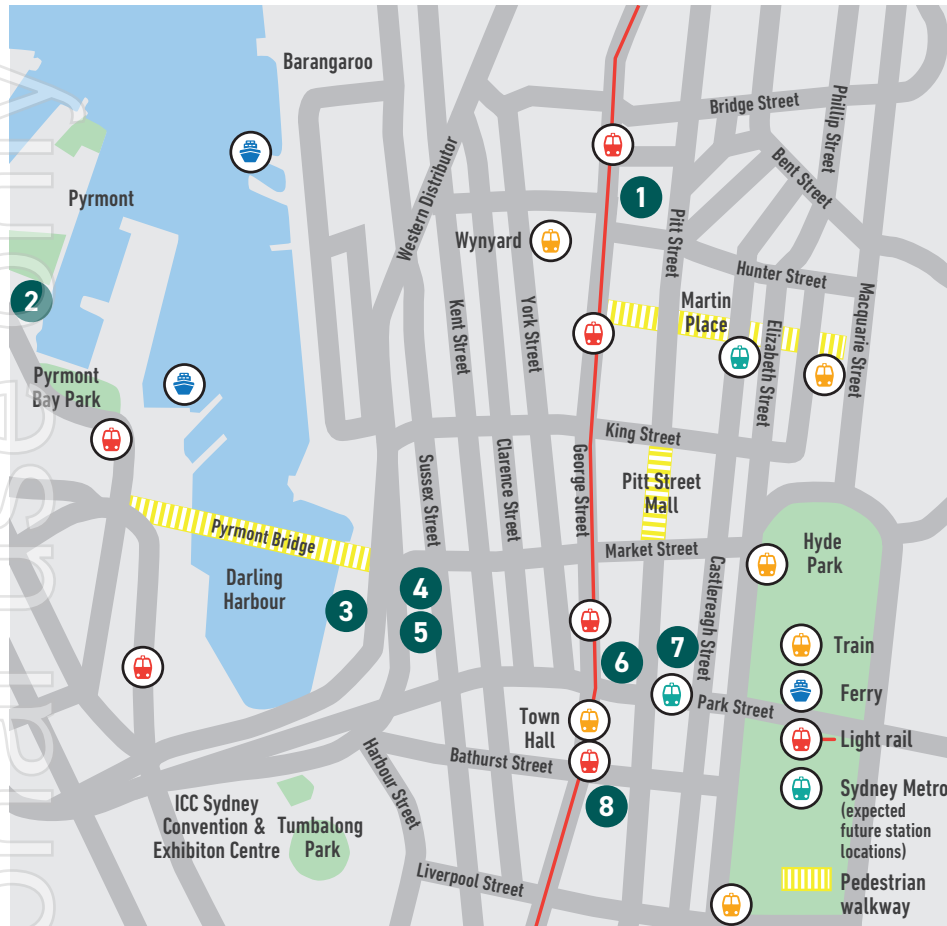 Barangaroo
Bridge Street
Phillip Street
Bent Street
Pyrmont
1
Western Distributor
Pitt Street
Wynyard
Hunter Street
2
Martin
Place
Macquarie Street
Kent Street
York Street
Elizabeth Street
Pyrmont
Bay Park
King Street
Sussex Street
Clarence Street
George Street
Pitt Street
Mall
Pyrmont Bridge
Market Street
Hyde
Park
Darling
Harbour
Castlereagh Street
4
3
5
6
7
Train
Ferry
Park Street
Town
Hall
Light rail
Harbour Street
Bathurst Street
Sydney Metro
(expected
future station
locations)
8
ICC Sydney
Convention &
Exhibiton Centre
Tumbalong
Park
Liverpool Street
Pedestrian
walkway